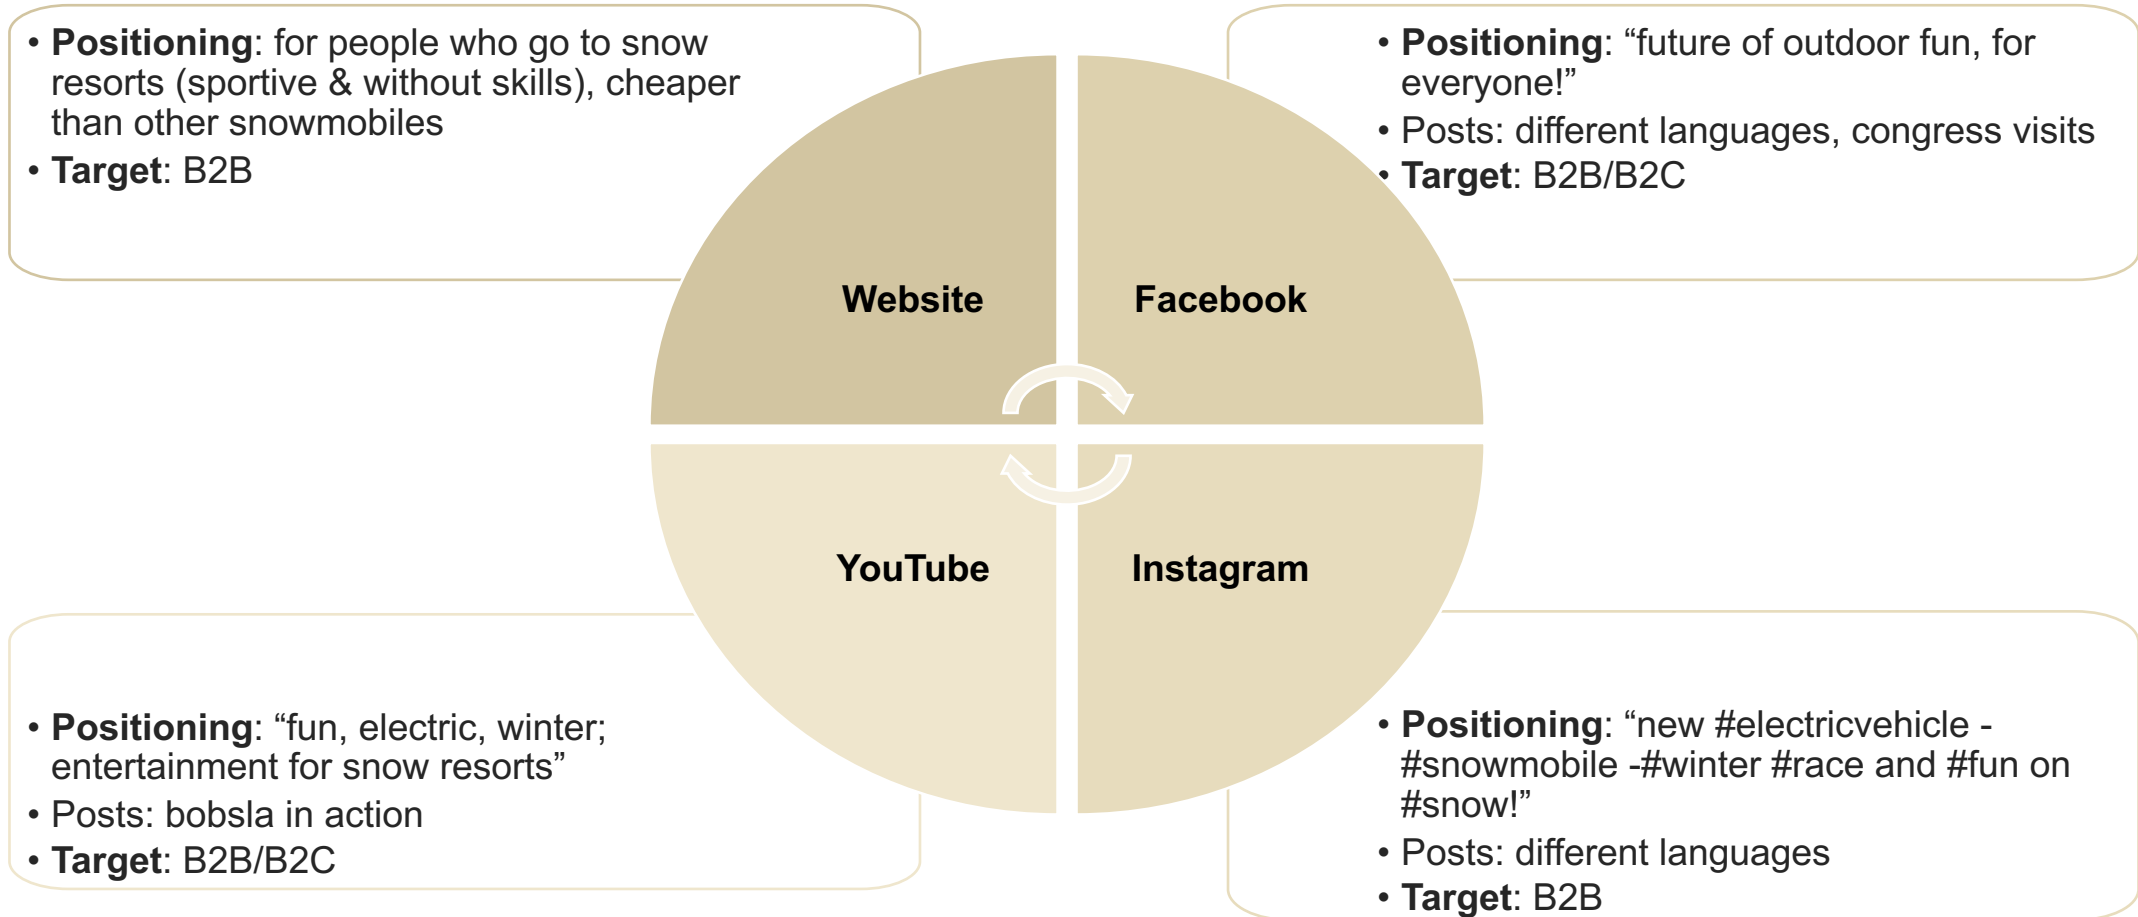 • Positioning: for people who go to snow
resorts (sportive & without skills), cheaper
than other snowmobiles
• Target: B2B
• Positioning: “future of outdoor fun, for
everyone!”
• Posts: different languages, congress visits
• Target: B2B/B2C
Website
Facebook
YouTube
Instagram
• Positioning: “fun, electric, winter;
entertainment for snow resorts”
• Posts: bobsla in action
• Target: B2B/B2C
• Positioning: “new #electricvehicle -
#snowmobile -#winter #race and #fun on
#snow!”
• Posts: different languages
• Target: B2B